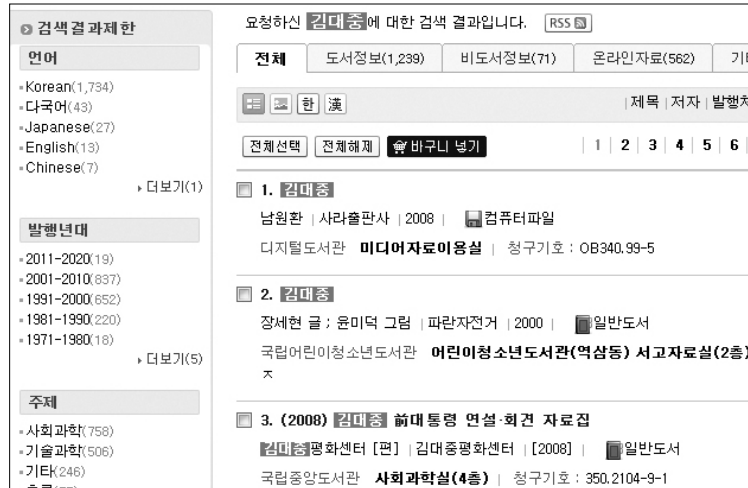 검색결과제한
언어
Korean(1,734)
다국어(43)
Japanese(27)
English(13)
Chinese(7)
더보기(1)
발행년대
2011-2020(19)
2001-2010(837)
1991-2000(652)
1981-1990(220)
1971-1980(18)
더보기(5)
주제
사회과학(758)
기술과학(506)
기타(246)
요청하신 김대중에 대한 검색 결과입니다. RSS
전체 도서정보(1,239) 비도서정보(71) 온라인자료(562) 기타
한 漢 | 제목 | 저자 | 발행처
전체선택 전체해제 바구니 넣기 | 1 | 2 | 3 | 4 | 5 | 6 |
1. 김대중
남원환 | 사라출판사 | 2008 | 컴퓨터파일
디지털도서관 미디어자료이용실 | 청구기호 : OB340.99-5
2. 김대중
장세현 글 ; 윤미덕 그림 | 파란자전거 | 2000 | 일반도서
국립어린이청소년도서관 어린이청소년도서관(역삼동) 서고자료실(2층)
ㅈ
3. (2008) 김대중 前대통령 연설·회견 자료집
김대중평화센터 [편] | 김대중평화센터 | [2008] | 일반도서
국립중앙도서관 사회과학실(4층) | 청구기호 : 350.2104-9-1